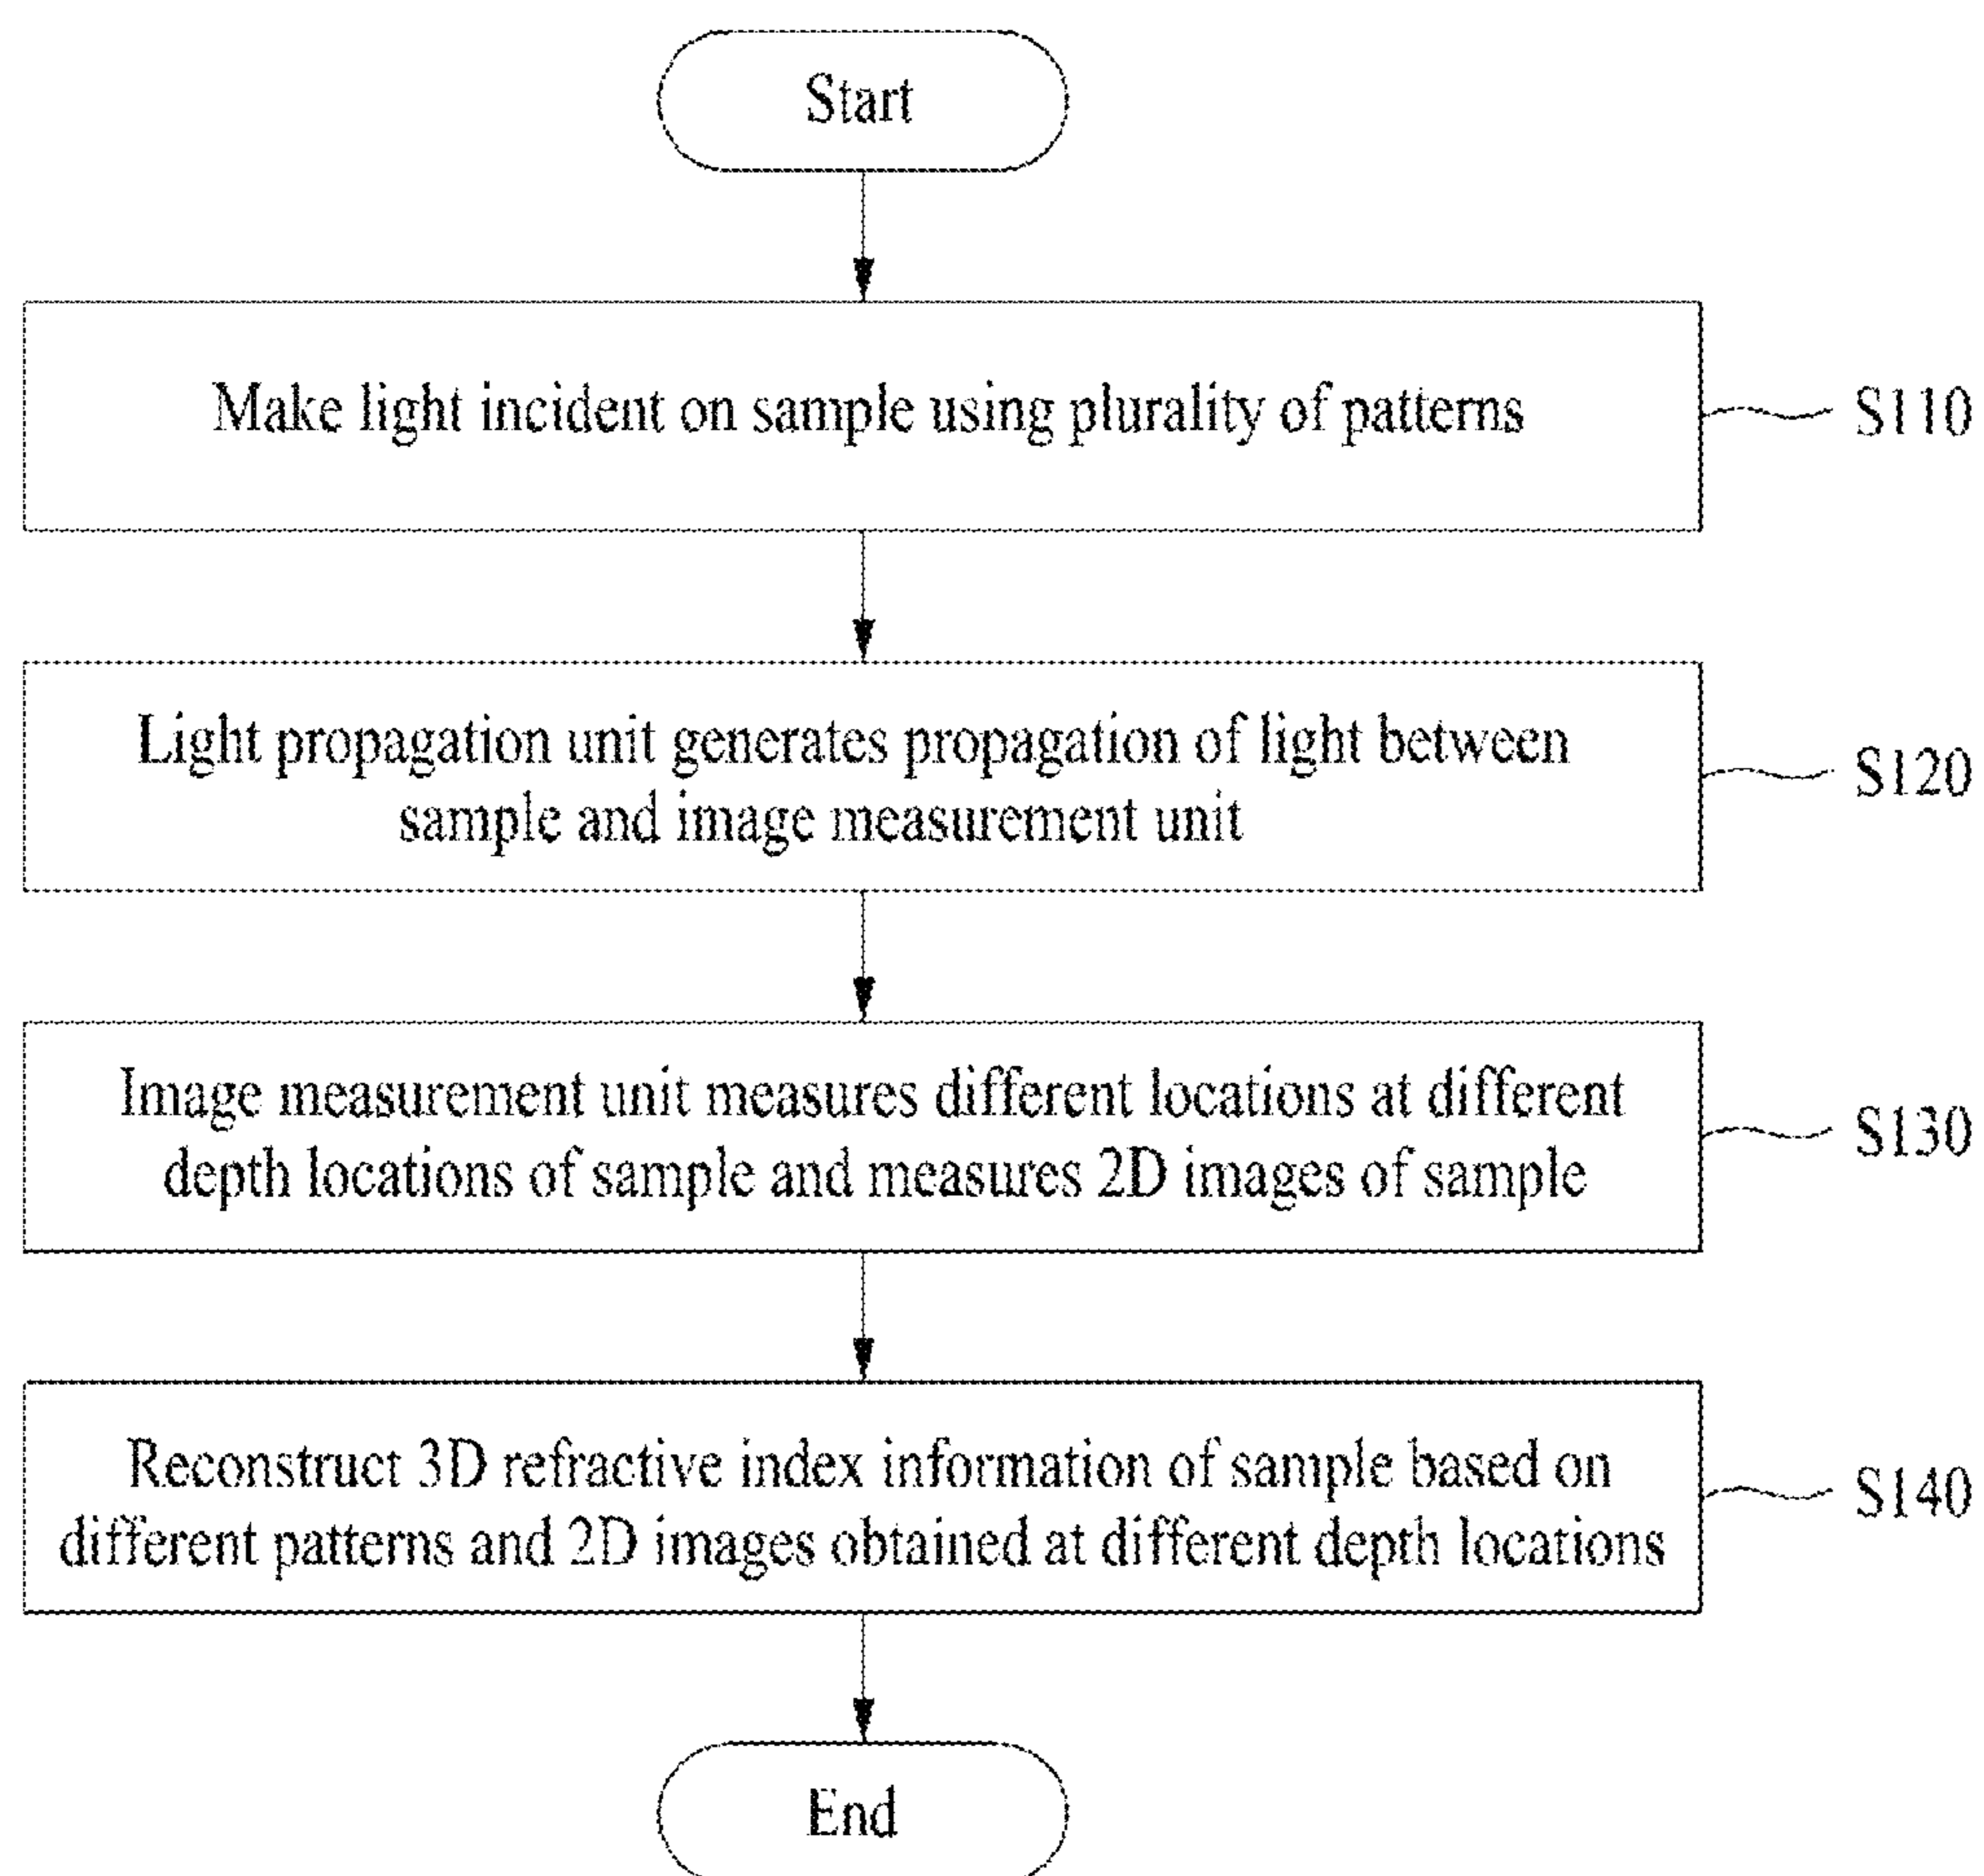 Start
Make light incident on sample using plurality of patterns
S110
Light propagation unit generates propagation of light between
sample and image measurement unit
S120
Image measurement unit measures different locations at different
depth locations of sample and measures 2D images of sample
S130
Reconstruct 3D refractive index information of sample based on
different patterns and 2D images obtained at different depth locations
S140
End